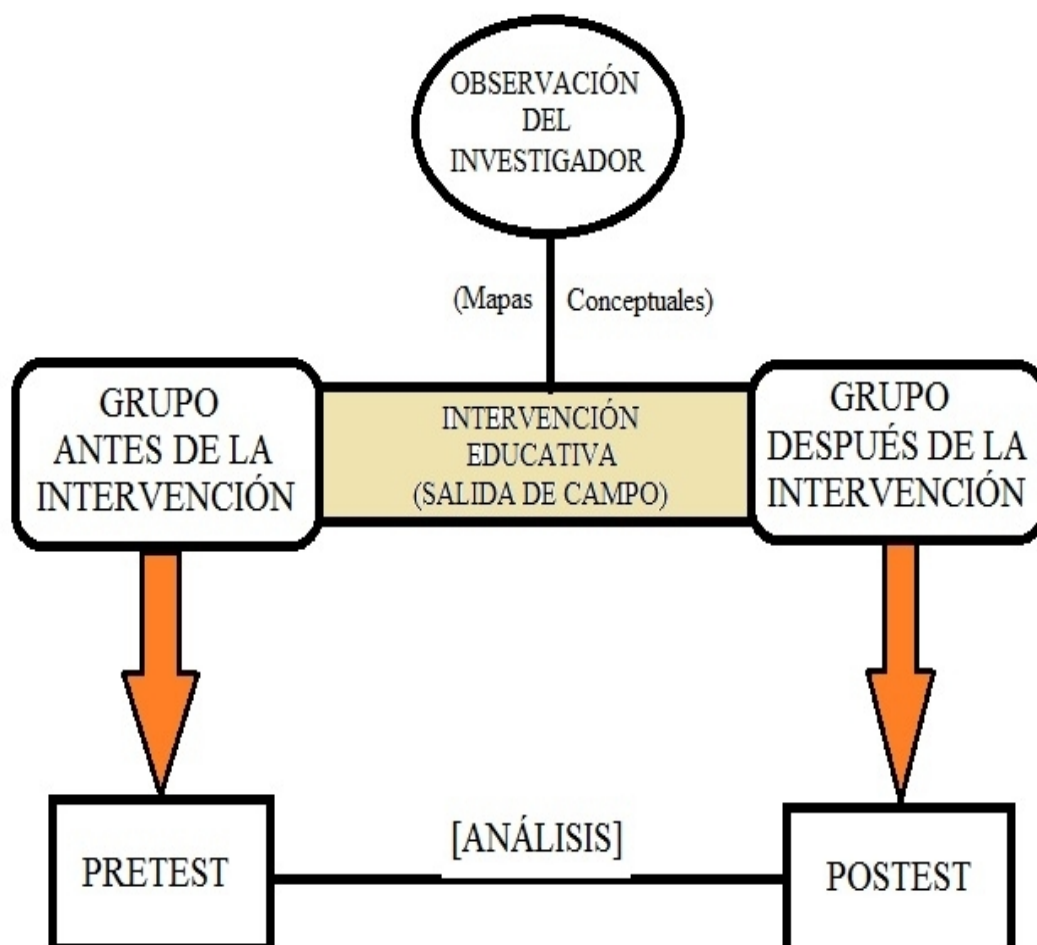 OBSERVACIÓN
DEL
INVESTIGADOR
(Mapas Conceptuales)
GRUPO
ANTES DE LA
INTERVENCIÓN
INTERVENCIÓN
EDUCATIVA
(SALIDA DE CAMPO)
GRUPO
DESPUÉS DE LA
INTERVENCIÓN
PRETEST
[ANÁLISIS]
POSTEST